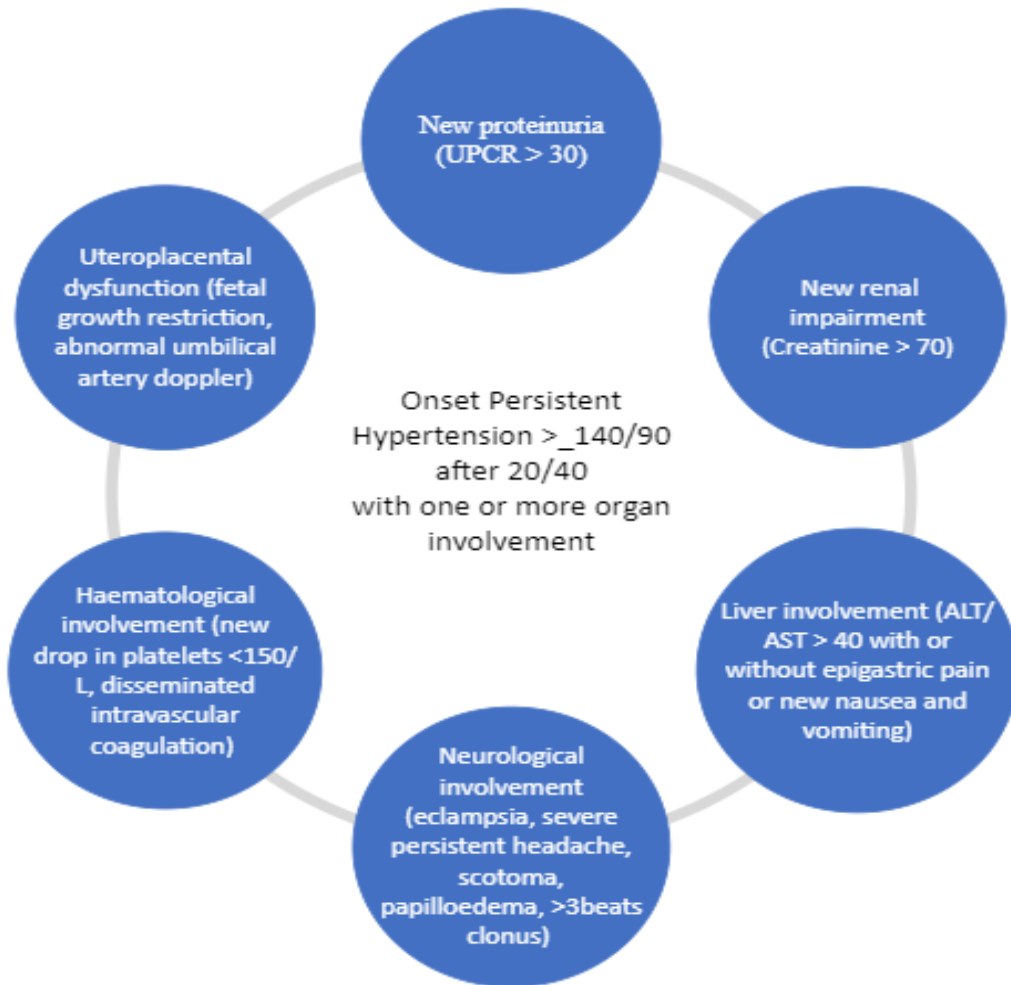 New proteinuria
(UPCR > 30)
New renal
impairment
(Creatinine > 70)
Liver involvement (ALT/
AST > 40 with or
without epigastric pain
or new nausea and
vomiting)
Neurological
involvement
(eclampsia, severe
persistent headache,
scotoma,
papilloedema, >3beats
clonus)
Haematological
involvement (new
drop in platelets <150/
L, disseminated
intravascular
coagulation)
Uteroplacental
dysfunction (fetal
growth restriction,
abnormal umbilical
artery doppler)
Onset Persistent
Hypertension >_140/90
after 20/40
with one or more organ
involvement